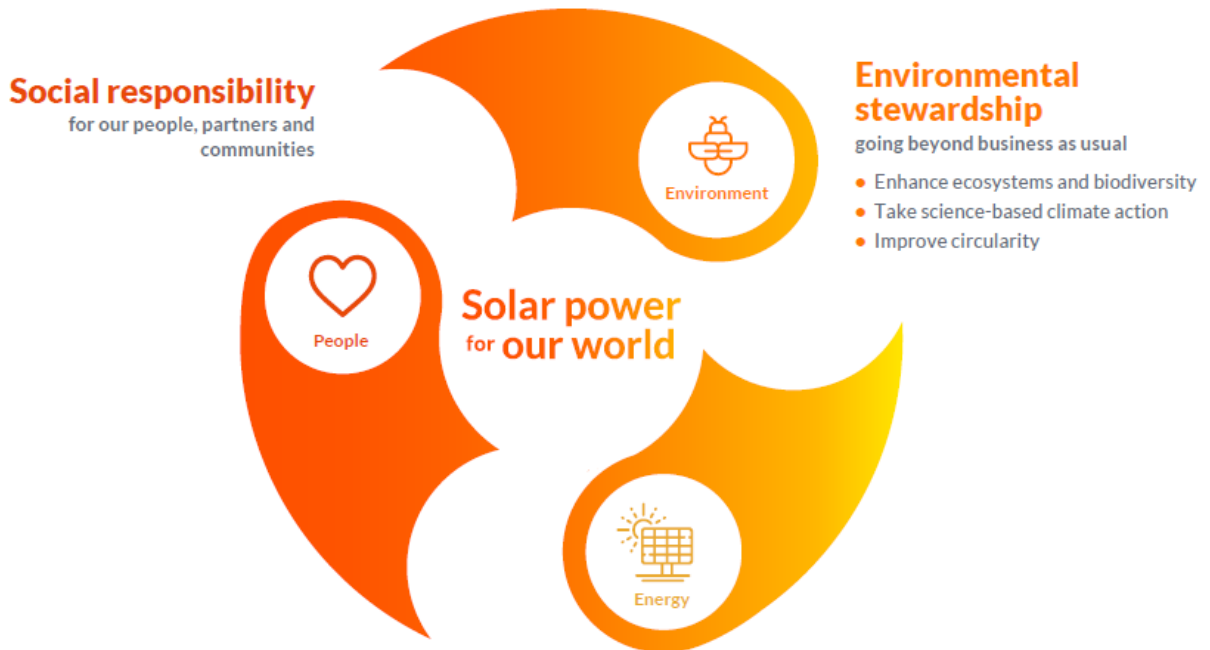 Social responsibility
for our people, partners and
communities
Environment
Environmental
stewardship
going beyond business as usual
• Enhance ecosystems and biodiversity
• Take science-based climate action
• Improve circularity
People
Solar power
for our world
Energy